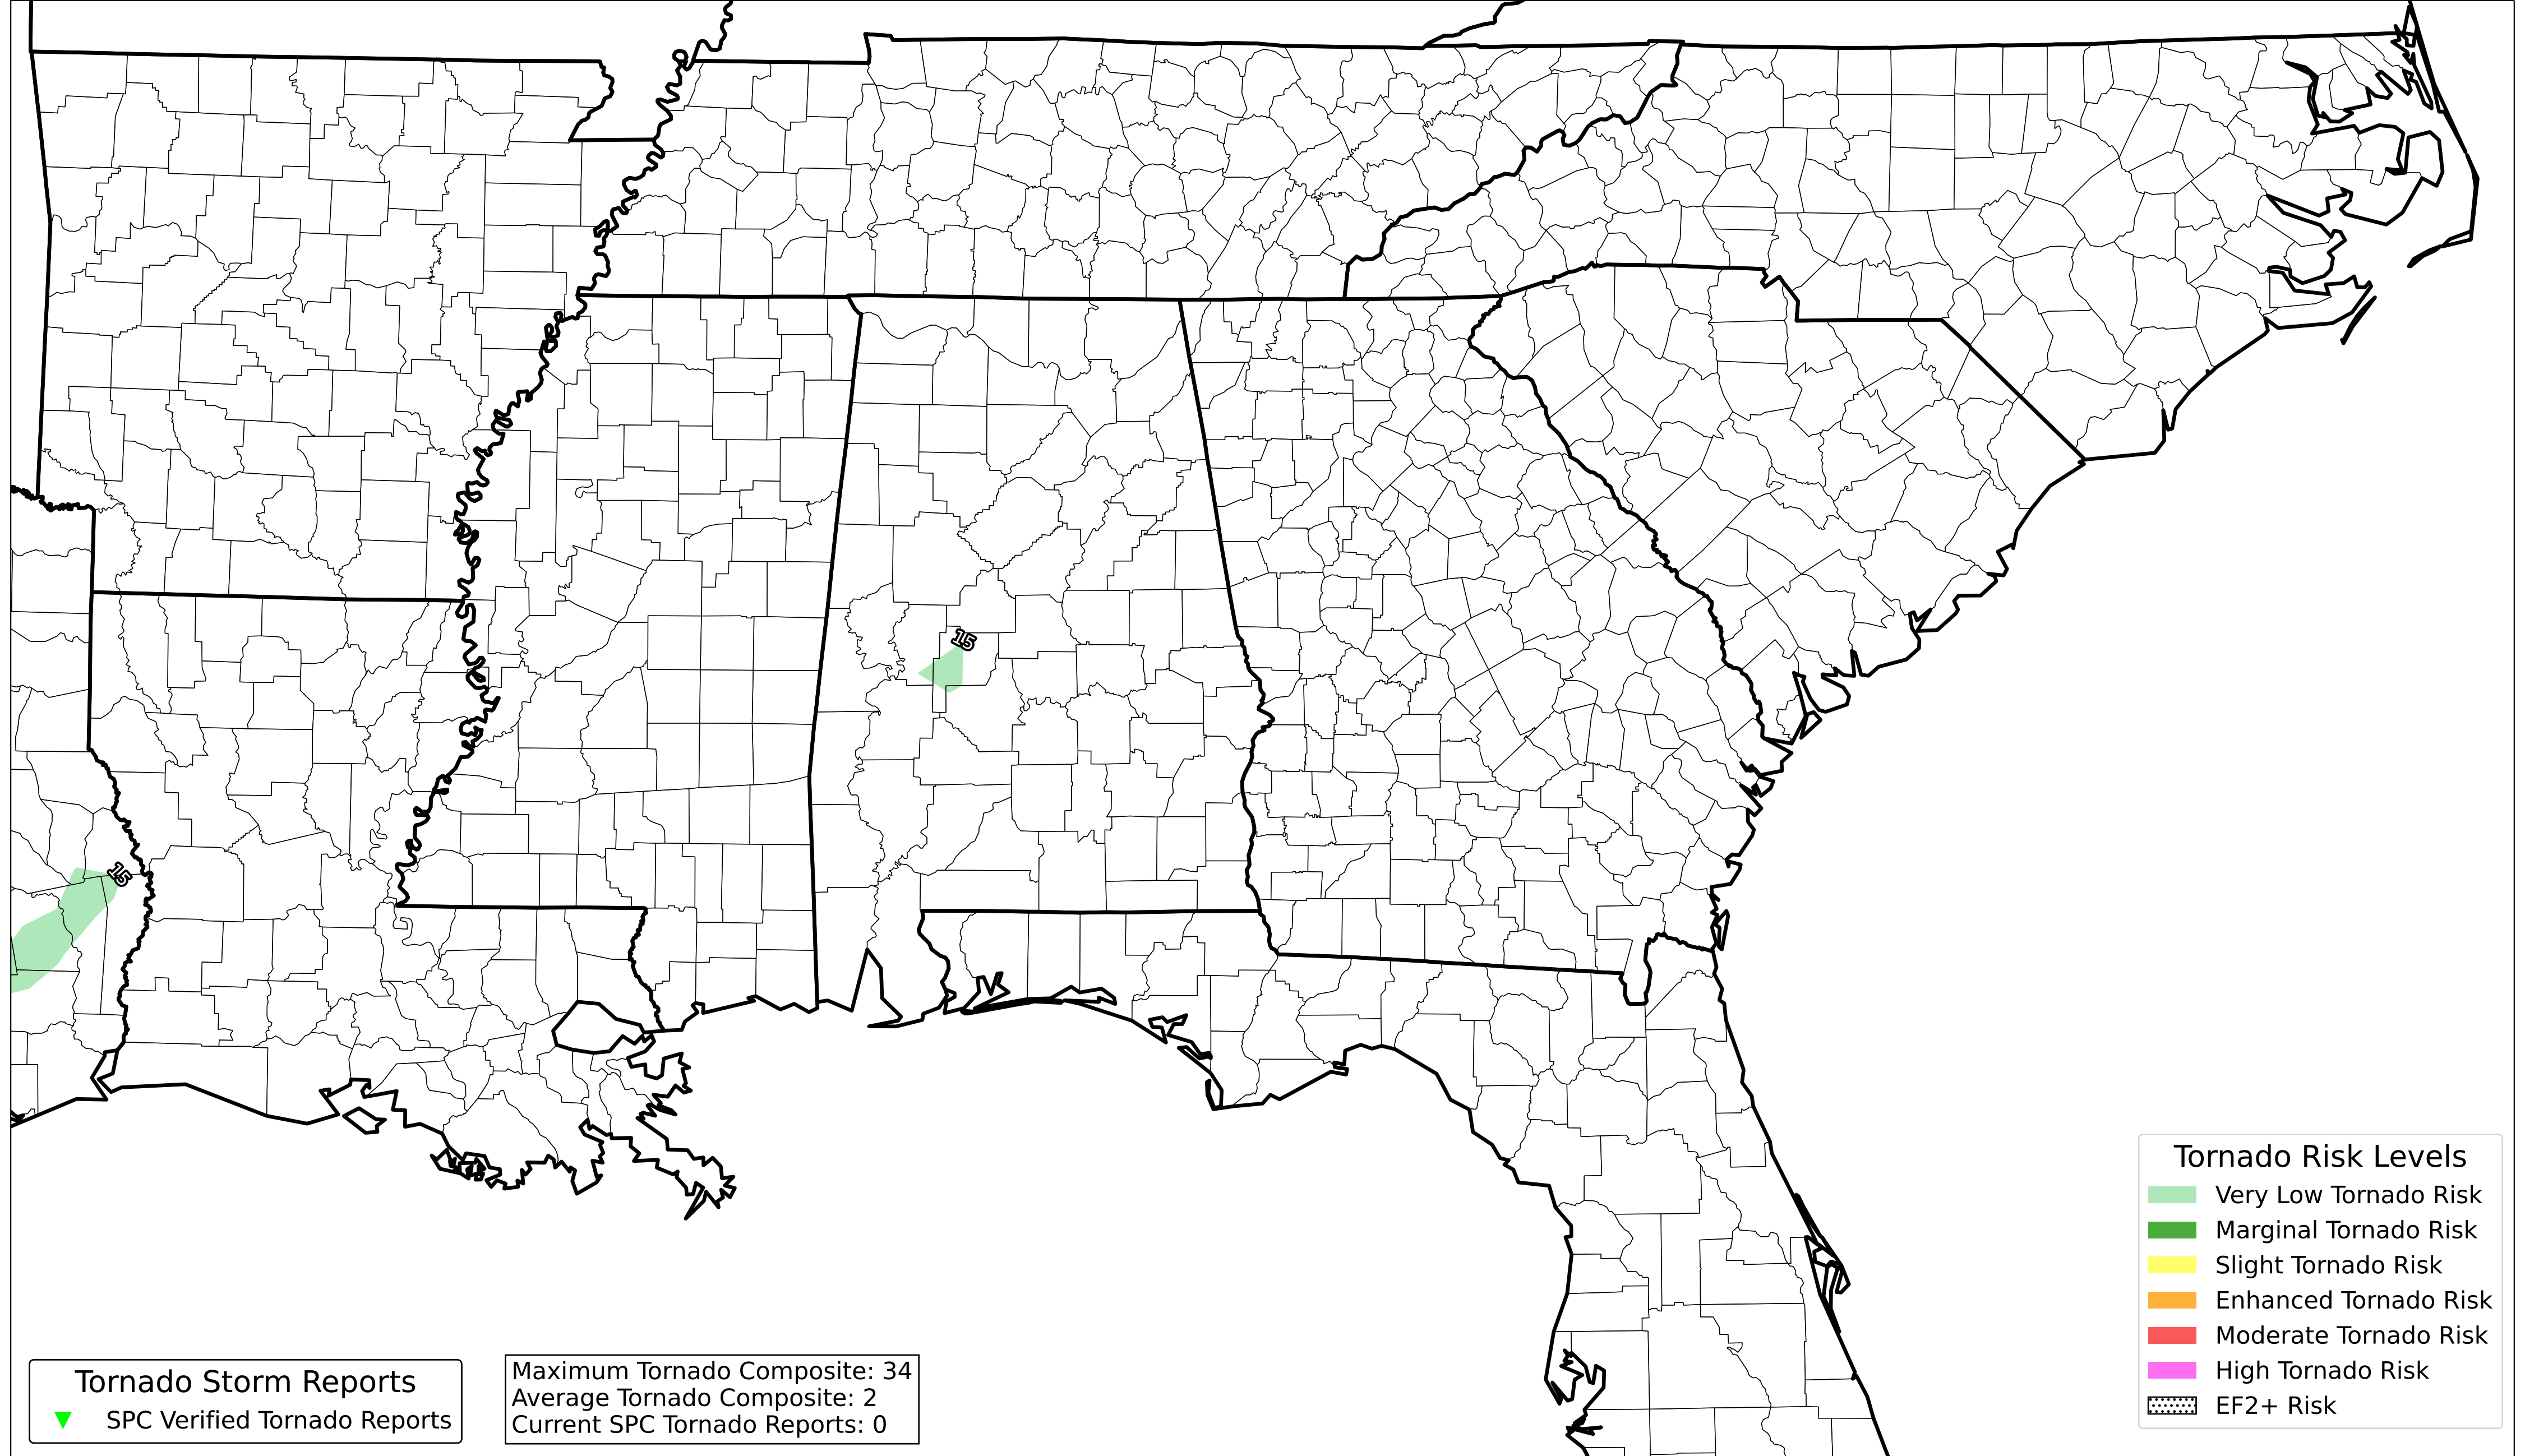 15
15
Tornado Risk Levels
Very Low Tornado Risk
Marginal Tornado Risk
Slight Tornado Risk
Enhanced Tornado Risk
Moderate Tornado Risk
High Tornado Risk
EF2+ Risk
Tornado Storm Reports
SPC Verified Tornado Reports
Maximum Tornado Composite: 34
Average Tornado Composite: 2
Current SPC Tornado Reports: 0